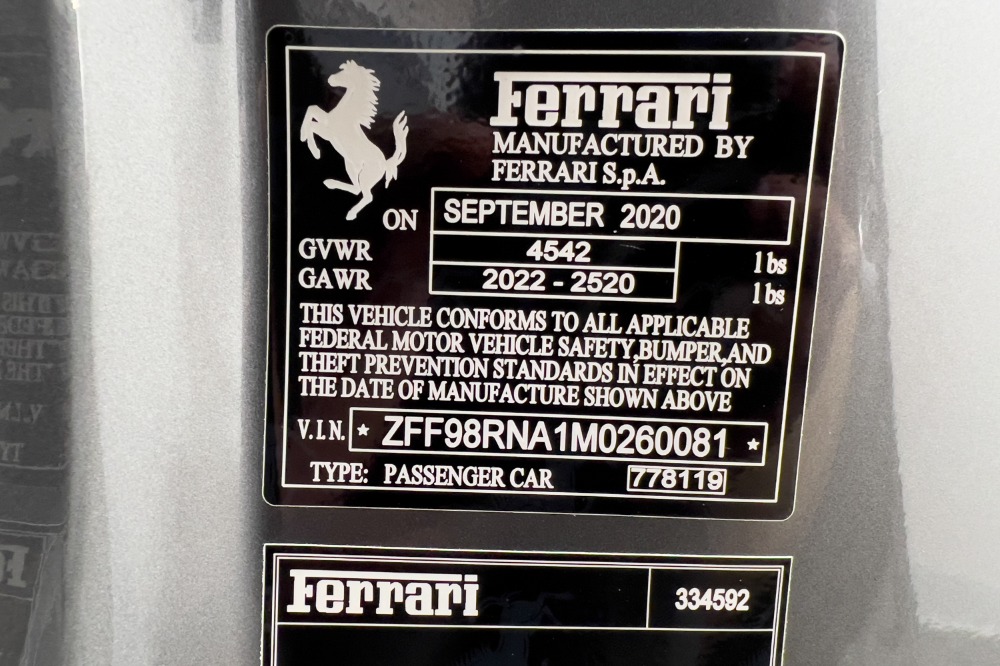 Ferrari
MANUFACTURED BY
FERRARI S.p.A.
ON SEPTEMBER 2020
GVWR 4542 lbs
GAWR 2022 - 2520 lbs
THIS VEHICLE CONFORMS TO ALL APPLICABLE
FEDERAL MOTOR VEHICLE SAFETY,BUMPER,AND
THEFT PREVENTION STANDARDS IN EFFECT ON
THE DATE OF MANUFACTURE SHOWN ABOVE
V.I.N. * ZFF98RNA1M0260081 *
TYPE: PASSENGER CAR 778119
Ferrari 334592